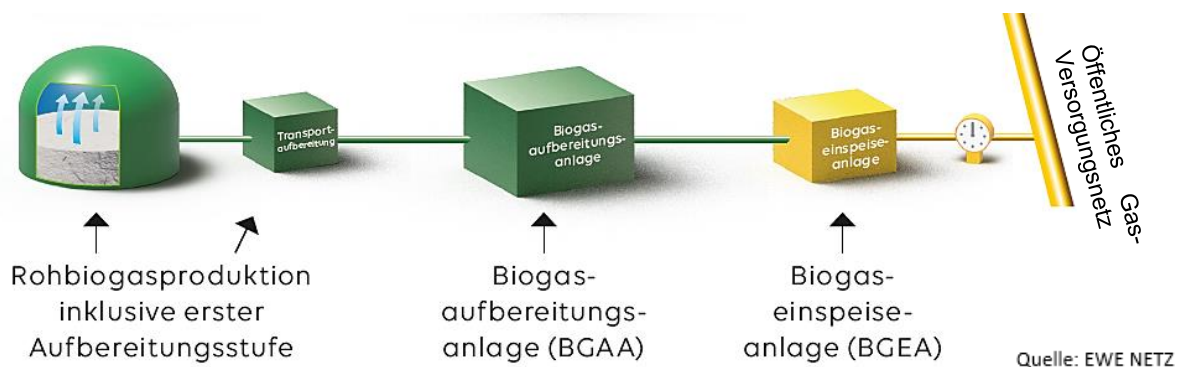 Transport-
aufbereitung
Biogas-
aufbereitungs-
anlage
Biogas-
einspeise-
anlage
Öffentliches Gas-
Versorgungsnetz
Rohbiogasproduktion
inklusive erster
Aufbereitungsstufe
Biogas-
aufbereitungs-
anlage (BGAA)
Biogas-
einspeise-
anlage (BGEA)
Quelle: EWE NETZ